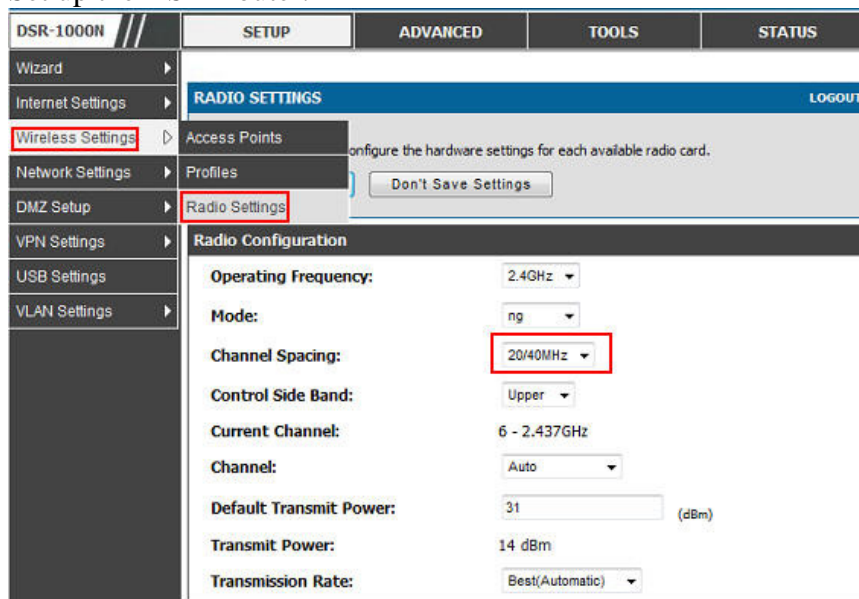 DSR-1000N
SETUP
ADVANCED
TOOLS
STATUS
Wizard
Internet Settings
Wireless Settings
Network Settings
DMZ Setup
VPN Settings
USB Settings
VLAN Settings
Access Points
Profiles
Radio Settings
RADIO SETTINGS
LOGOUT
onfigure the hardware settings for each available radio card.
Don't Save Settings
Radio Configuration
Operating Frequency: 2.4GHz
Mode: ng
Channel Spacing: 20/40MHz
Control Side Band: Upper
Current Channel: 6 - 2.437GHz
Channel: Auto
Default Transmit Power: 31 (dBm)
Transmit Power: 14 dBm
Transmission Rate: Best(Automatic)